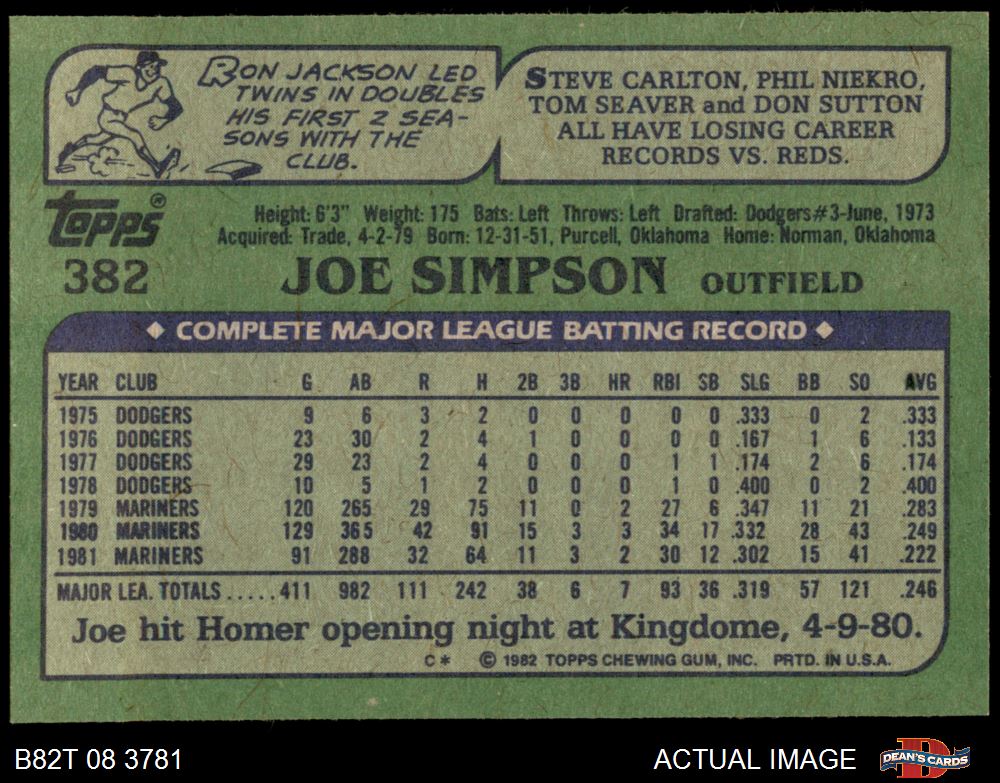 RON JACKSON LED
TWINS IN DOUBLES
HIS FIRST 2 SEA-
SONS WITH THE
CLUB.
STEVE CARLTON, PHIL NIEKRO,
TOM SEAVER and DON SUTTON
ALL HAVE LOSING CAREER
RECORDS VS. REDS.
TOPPS®
382
Height: 6'3" Weight: 175 Bats: Left Throws: Left Drafted: Dodgers#3-June, 1973
Acquired: Trade, 4-2-79 Born: 12-31-51, Purcell, Oklahoma Home: Norman, Oklahoma
JOE SIMPSON OUTFIELD
◆ COMPLETE MAJOR LEAGUE BATTING RECORD ◆
YEAR CLUB G AB R H 2B 3B HR RBI SB SLG BB SO AVG
1975 DODGERS 9 6 3 2 0 0 0 0 0 .333 0 2 .333
1976 DODGERS 23 30 2 4 1 0 0 0 0 .167 1 6 .133
1977 DODGERS 29 23 2 4 0 0 0 1 1 .174 2 6 .174
1978 DODGERS 10 5 1 2 0 0 0 1 0 .400 0 2 .400
1979 MARINERS 120 265 29 75 11 0 2 27 6 .347 11 21 .283
1980 MARINERS 129 365 42 91 15 3 3 34 17 .332 28 43 .249
1981 MARINERS 91 288 32 64 11 3 2 30 12 .302 15 41 .222
MAJOR LEA. TOTALS.....411 982 111 242 38 6 7 93 36 .319 57 121 .246
Joe hit Homer opening night at Kingdome, 4-9-80.
C* © 1982 TOPPS CHEWING GUM, INC. PRTD. IN U.S.A.
B82T 08 3781
ACTUAL IMAGE
DEAN'S CARDS